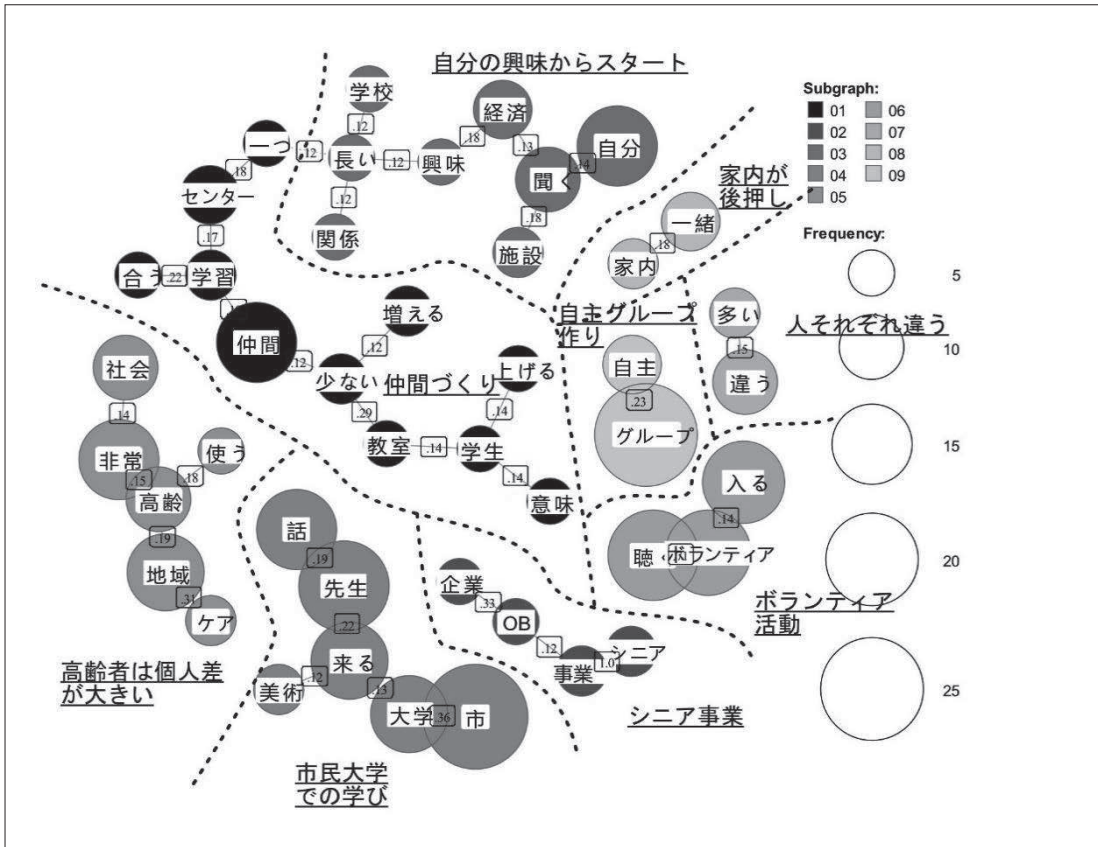 自分の興味からスタート
学校
経済
自分
.12
.18
.13
.14
一つ
.12
長い
.12
興味
聞く
.18
センター
.12
.18
関係
施設
.17
合う
.22
学習
家内が
後押し
一緒
.18
家内
仲間
.12
増える
.12
少ない
仲間づくり
上げる
.29
.14
教室
.14
学生
.14
意味
自主グループ
作り
自主
.23
グループ
多い
人それぞれ違う
.15
違う
社会
.14
非常
使う
.15
.18
高齢
.19
地域
.31
ケア
高齢者は個人差
が大きい
話
.19
先生
.22
来る
美術
.12
.13
大学
.36
市
市民大学
での学び
企業
.33
OB
.12
事業
シニア
シニア事業
入る
.14
聴く
ボランティア
ボランティア
活動
Subgraph:
01
02
03
04
05
06
07
08
09
Frequency:
5
10
15
20
25